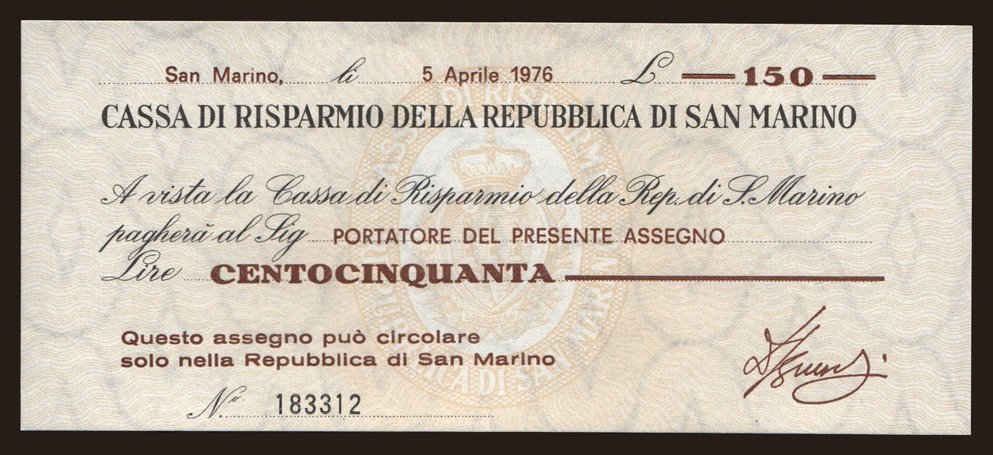 San Marino, li 5 Aprile 1976 £ 150
CASSA DI RISPARMIO DELLA REPUBBLICA DI SAN MARINO
A vista la Cassa di Risparmio della Rep. di S. Marino
pagherà al Sig PORTATORE DEL PRESENTE ASSEGNO
Lire CENTOCINQUANTA
Questo assegno può circolare
solo nella Repubblica di San Marino
No 183312